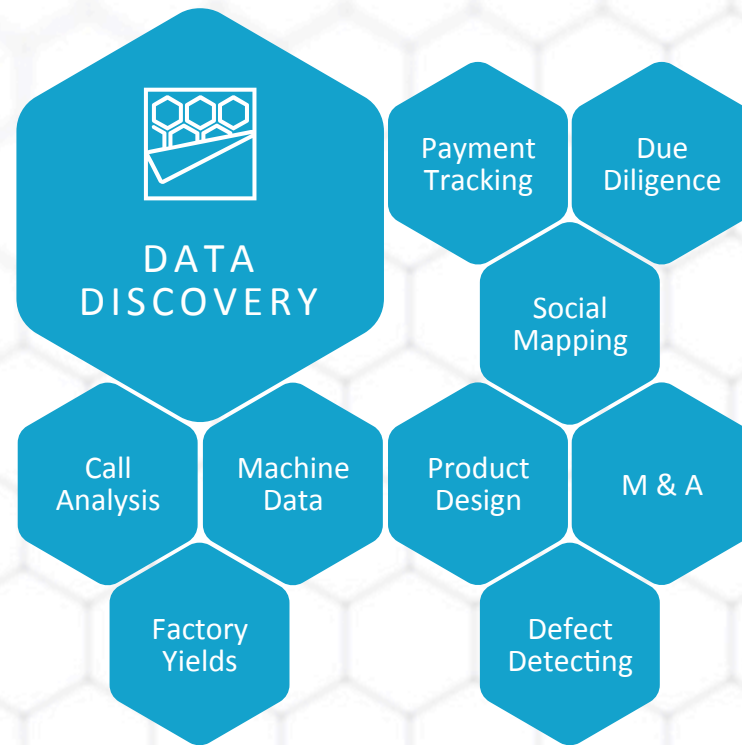 DATA
DISCOVERY
Payment
Tracking
Due
Diligence
Social
Mapping
Call
Analysis
Machine
Data
Product
Design
M & A
Factory
Yields
Defect
Detecting